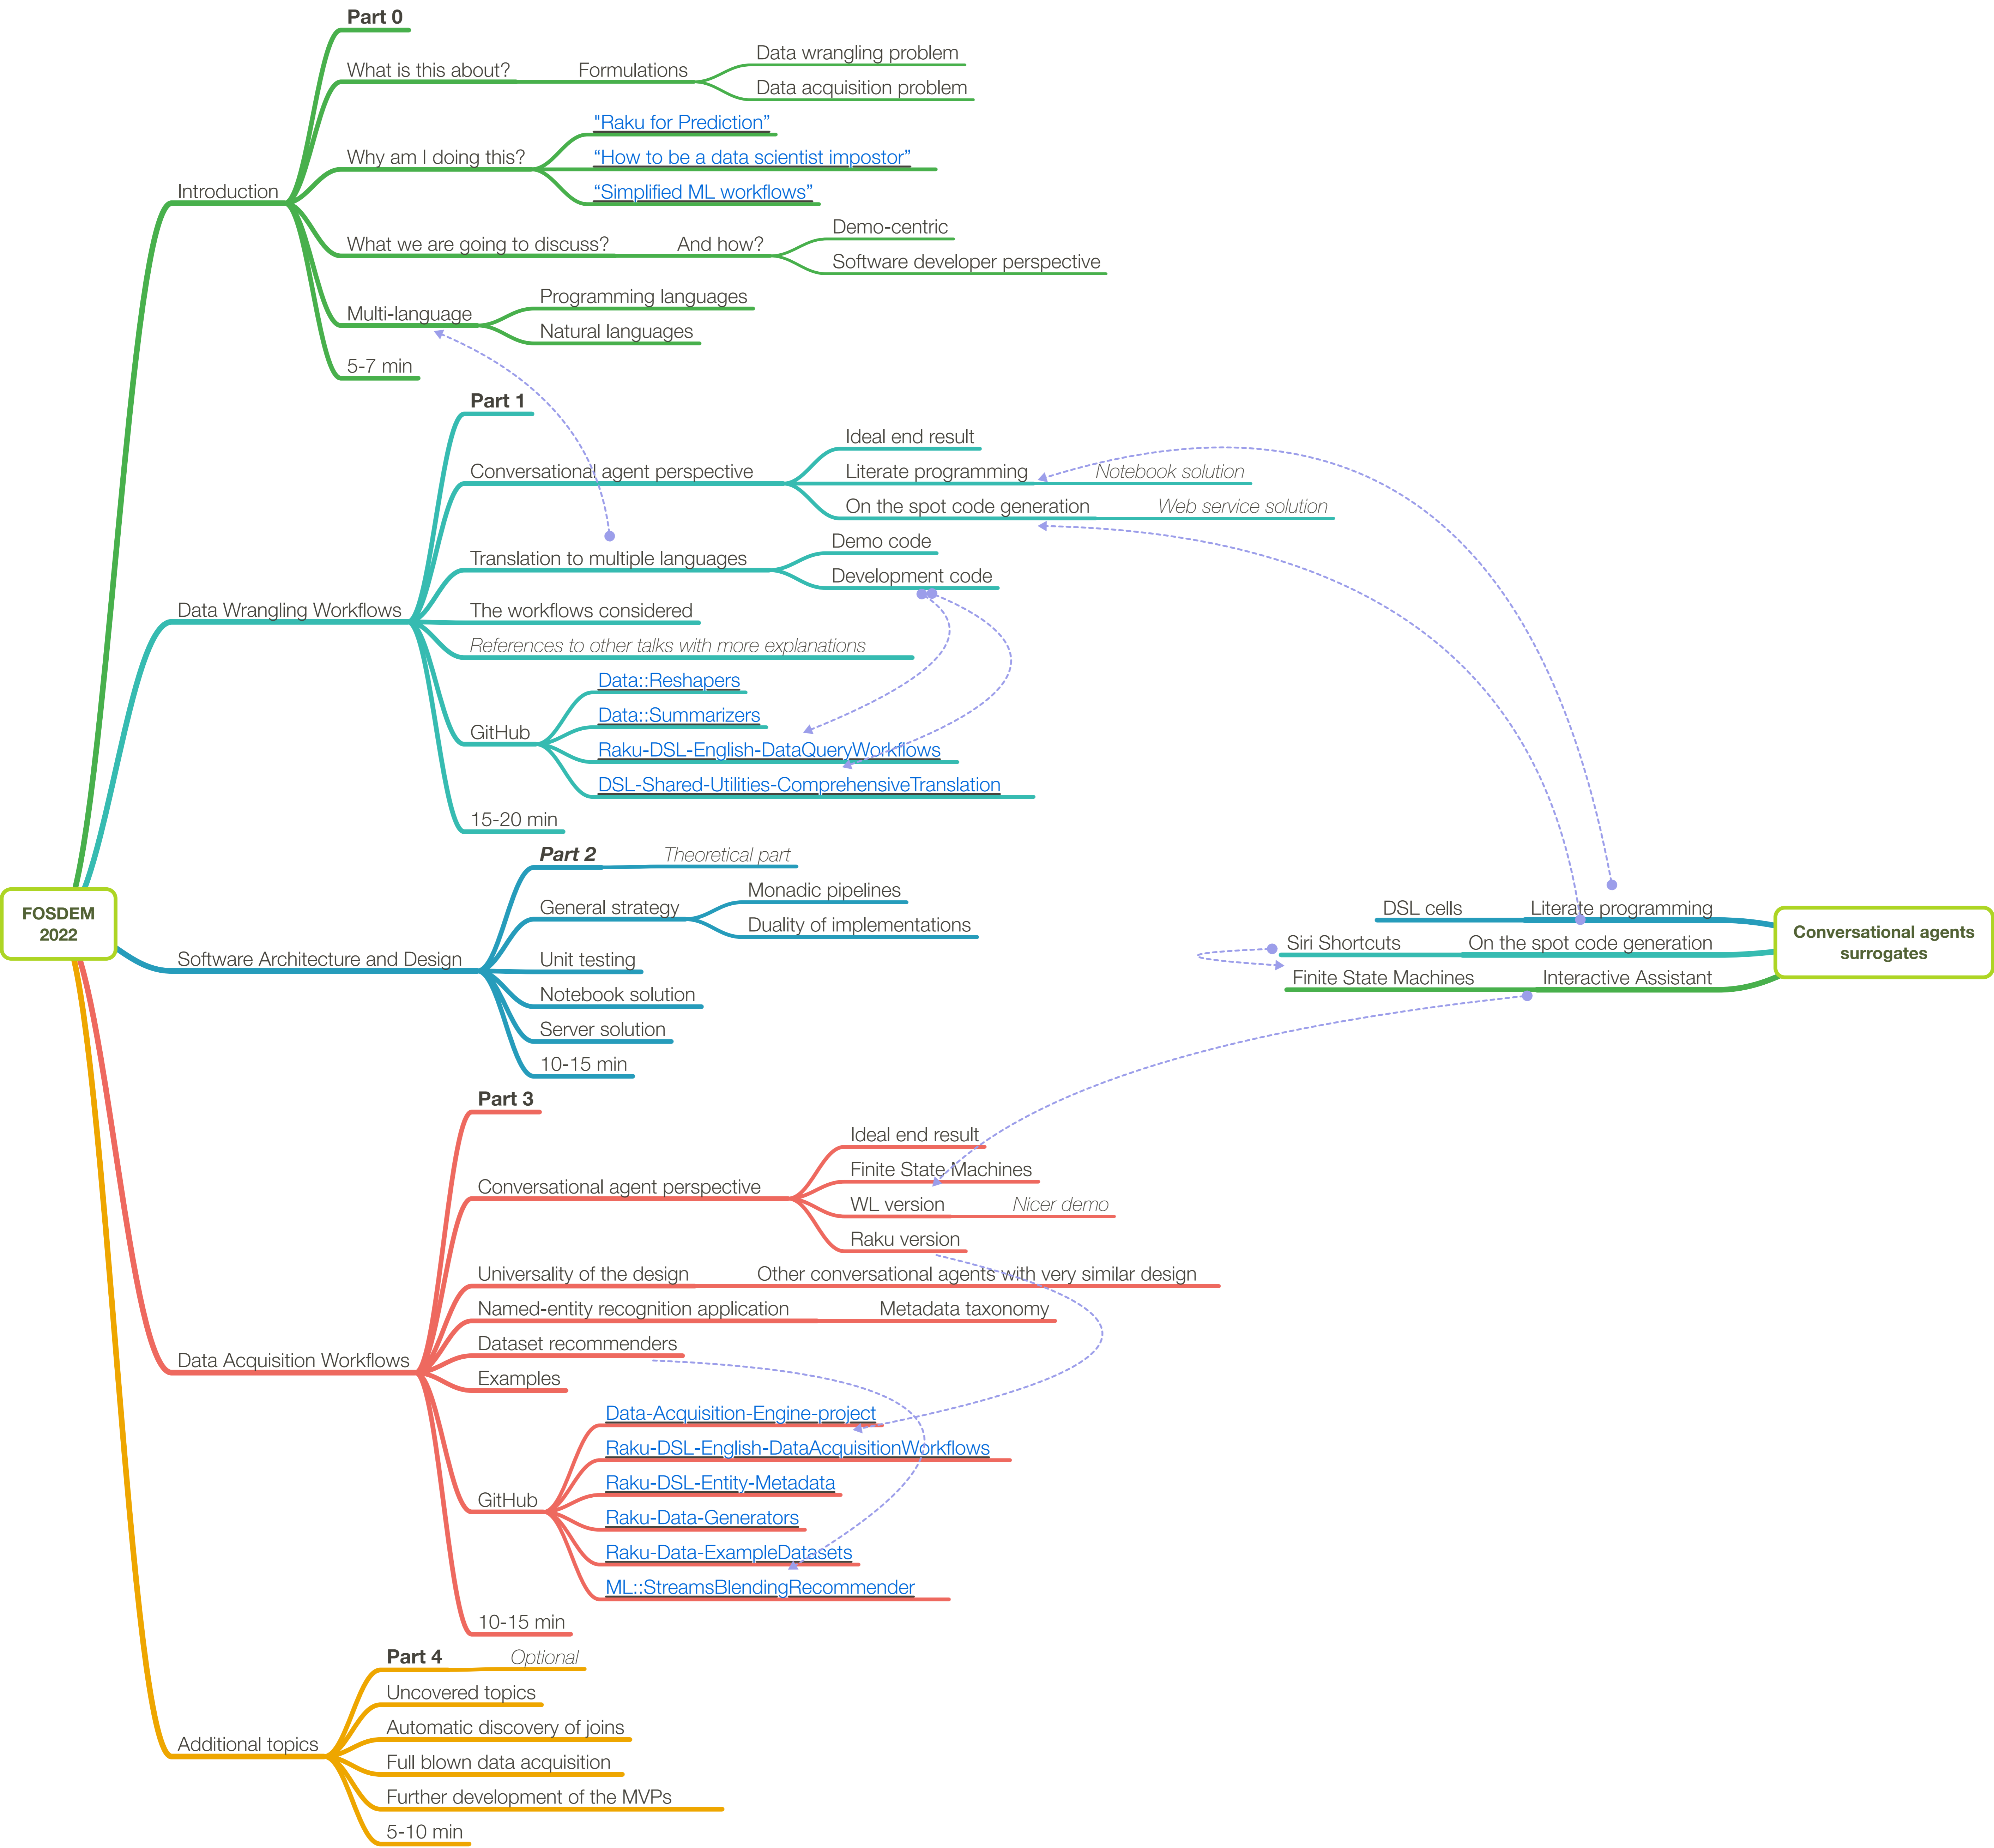 Part 0
What is this about?
Formulations
Data wrangling problem
Data acquisition problem
Why am I doing this?
"Raku for Prediction”
“How to be a data scientist impostor”
“Simplified ML workflows”
Introduction
What we are going to discuss?
And how?
Demo-centric
Software developer perspective
Multi-language
Programming languages
Natural languages
5-7 min
Part 1
Conversational agent perspective
Ideal end result
Literate programming
Notebook solution
On the spot code generation
Web service solution
Translation to multiple languages
Demo code
Development code
Data Wrangling Workflows
The workflows considered
References to other talks with more explanations
GitHub
Data::Reshapers
Data::Summarizers
Raku-DSL-English-DataQueryWorkflows
DSL-Shared-Utilities-ComprehensiveTranslation
15-20 min
Part 2
Theoretical part
General strategy
Monadic pipelines
Duality of implementations
FOSDEM
2022
Software Architecture and Design
Unit testing
Notebook solution
Server solution
10-15 min
Part 3
Conversational agent perspective
Ideal end result
Finite State Machines
WL version
Nicer demo
Raku version
Universality of the design
Other conversational agents with very similar design
Named-entity recognition application
Metadata taxonomy
Dataset recommenders
Data Acquisition Workflows
Examples
GitHub
Data-Acquisition-Engine-project
Raku-DSL-English-DataAcquisitionWorkflows
Raku-DSL-Entity-Metadata
Raku-Data-Generators
Raku-Data-ExampleDatasets
ML::StreamsBlendingRecommender
10-15 min
Part 4
Optional
Uncovered topics
Automatic discovery of joins
Additional topics
Full blown data acquisition
Further development of the MVPs
5-10 min
DSL cells
Literate programming
Siri Shortcuts
On the spot code generation
Finite State Machines
Interactive Assistant
Conversational agents
surrogates